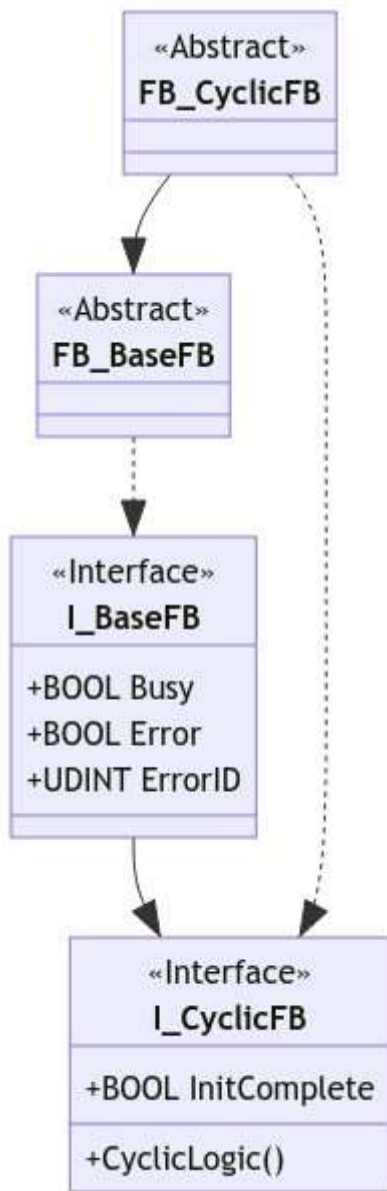 «Abstract»
FB_CyclicFB
«Abstract»
FB_BaseFB
«Interface»
I_BaseFB
+BOOL Busy
+BOOL Error
+UDINT ErrorID
«Interface»
I_CyclicFB
+BOOL InitComplete
+CyclicLogic()